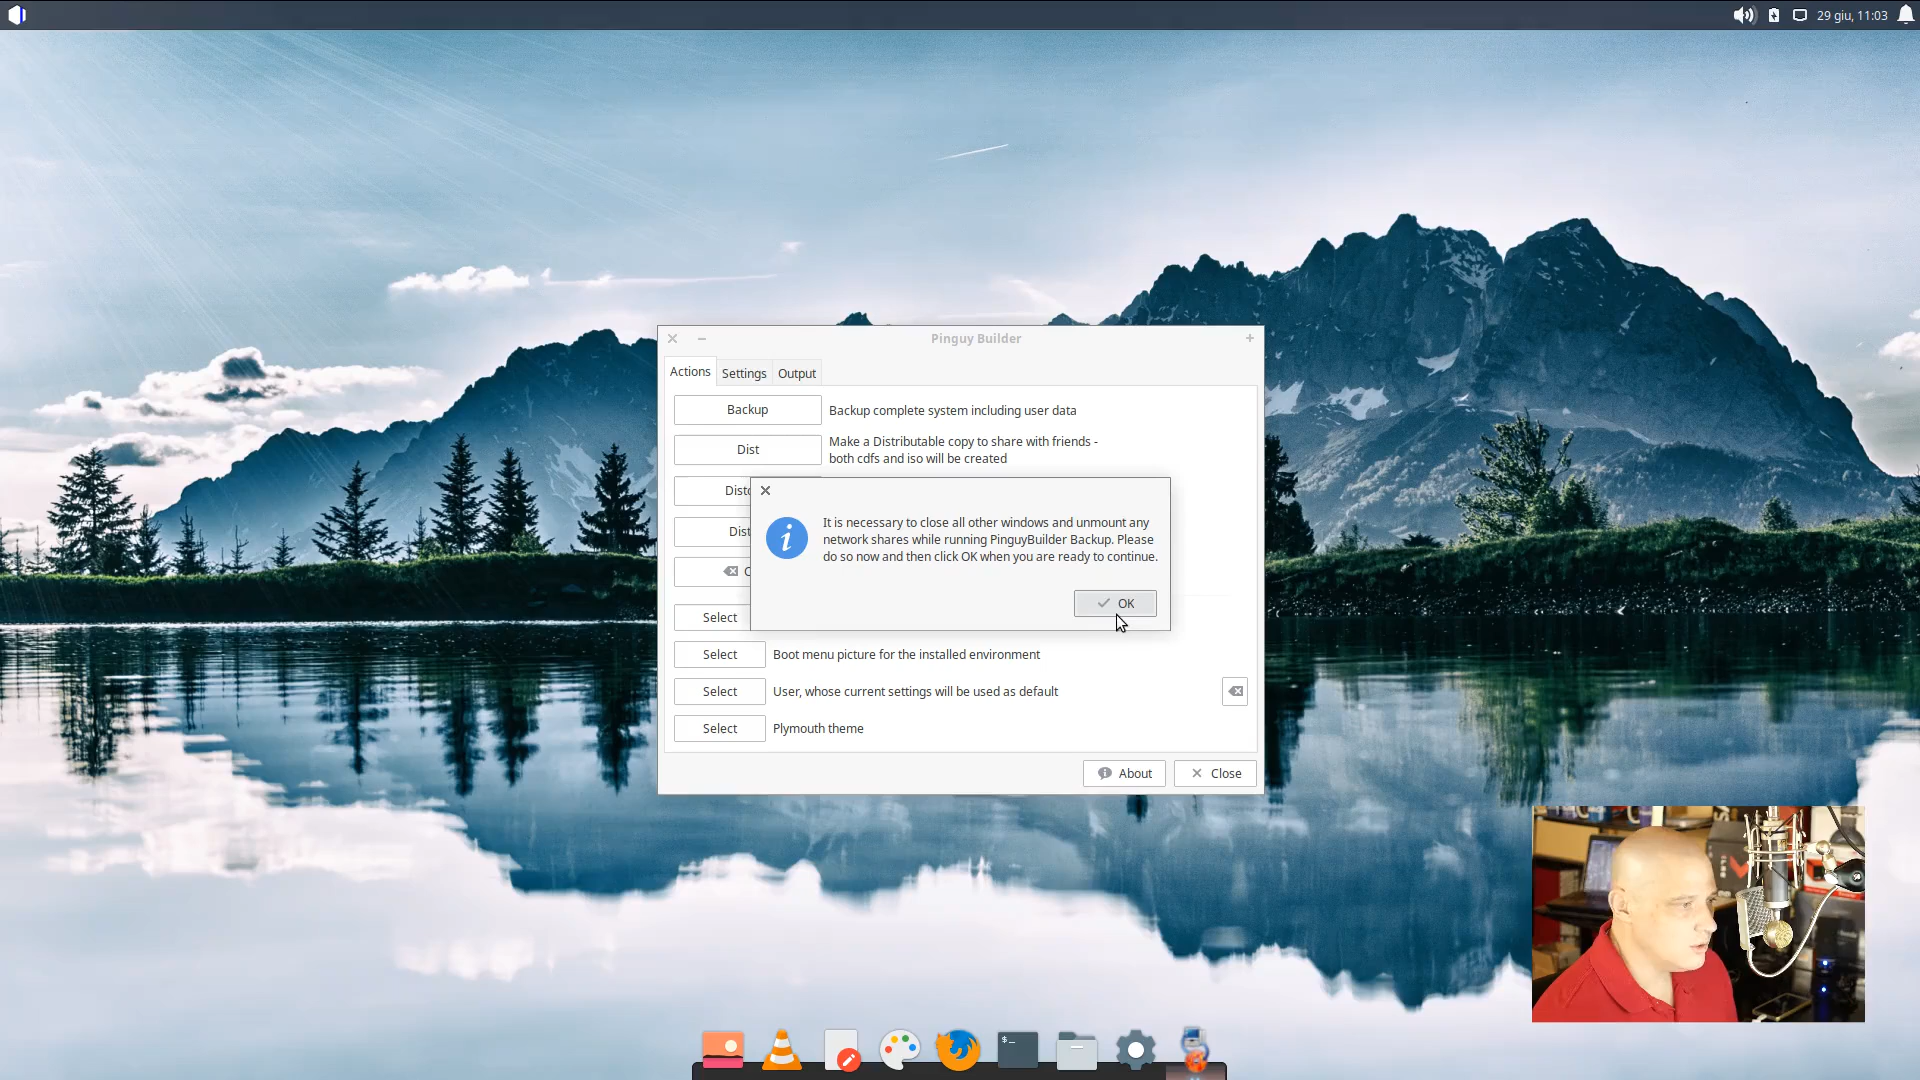 29 giu, 11:03
Pinguy Builder
Actions Settings Output
Backup Backup complete system including user data
Dist Make a Distributable copy to share with friends -
both cdfs and iso will be created
It is necessary to close all other windows and unmount any
network shares while running PinguyBuilder Backup. Please
do so now and then click OK when you are ready to continue.
OK
Select
Select Boot menu picture for the installed environment
Select User, whose current settings will be used as default
Select Plymouth theme
About Close